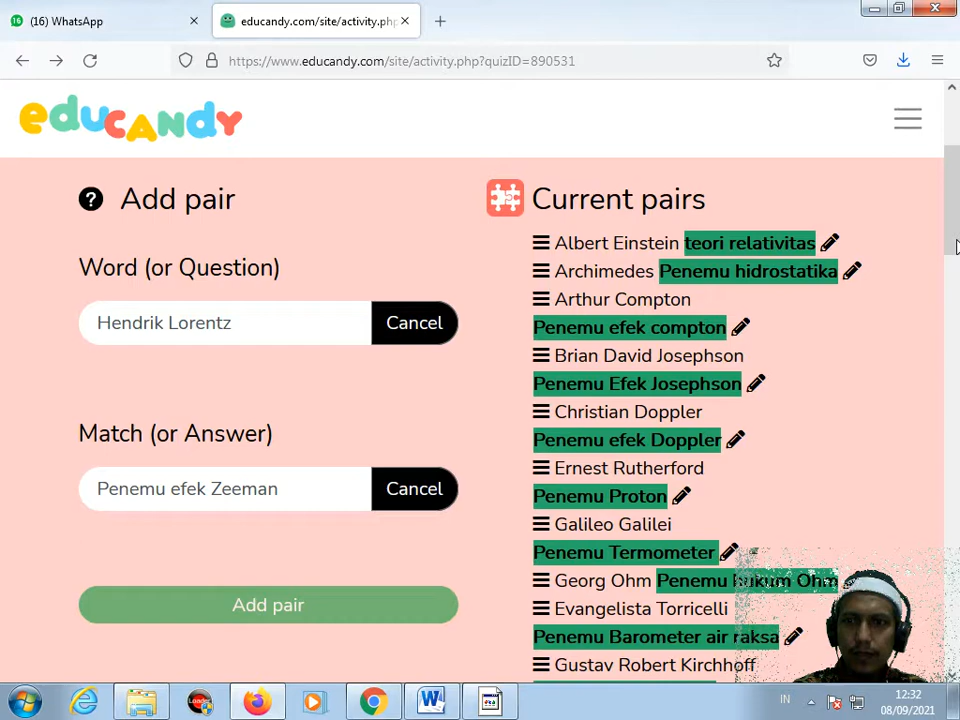 (16) WhatsApp
educandy.com/site/activity.php
https://www.educandy.com/site/activity.php?quizID=890531
educandy
Add pair
Word (or Question)
Hendrik Lorentz
Cancel
Match (or Answer)
Penemu efek Zeeman
Cancel
Add pair
Current pairs
Albert Einstein teori relativitas
Archimedes Penemu hidrostatika
Arthur Compton
Penemu efek compton
Brian David Josephson
Penemu Efek Josephson
Christian Doppler
Penemu efek Doppler
Ernest Rutherford
Penemu Proton
Galileo Galilei
Penemu Termometer
Georg Ohm Penemu hukum Ohm
Evangelista Torricelli
Penemu Barometer air raksa
Gustav Robert Kirchhoff
IN
12:32
08/09/2021